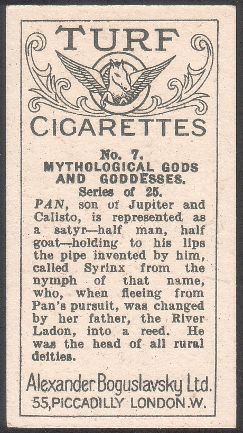 TURF
CIGARETTES
No. 7.
MYTHOLOGICAL GODS
AND GODDESSES.
Series of 25.
PAN, son of Jupiter and
Calisto, is represented as
a satyr—half man, half
goat—holding to his lips
the pipe invented by him,
called Syrinx from the
nymph of that name,
who, when fleeing from
Pan's pursuit, was changed
by her father, the River
Ladon, into a reed. He
was the head of all rural
deities.
Alexander Boguslavsky Ltd.
55, PICCADILLY LONDON. W.